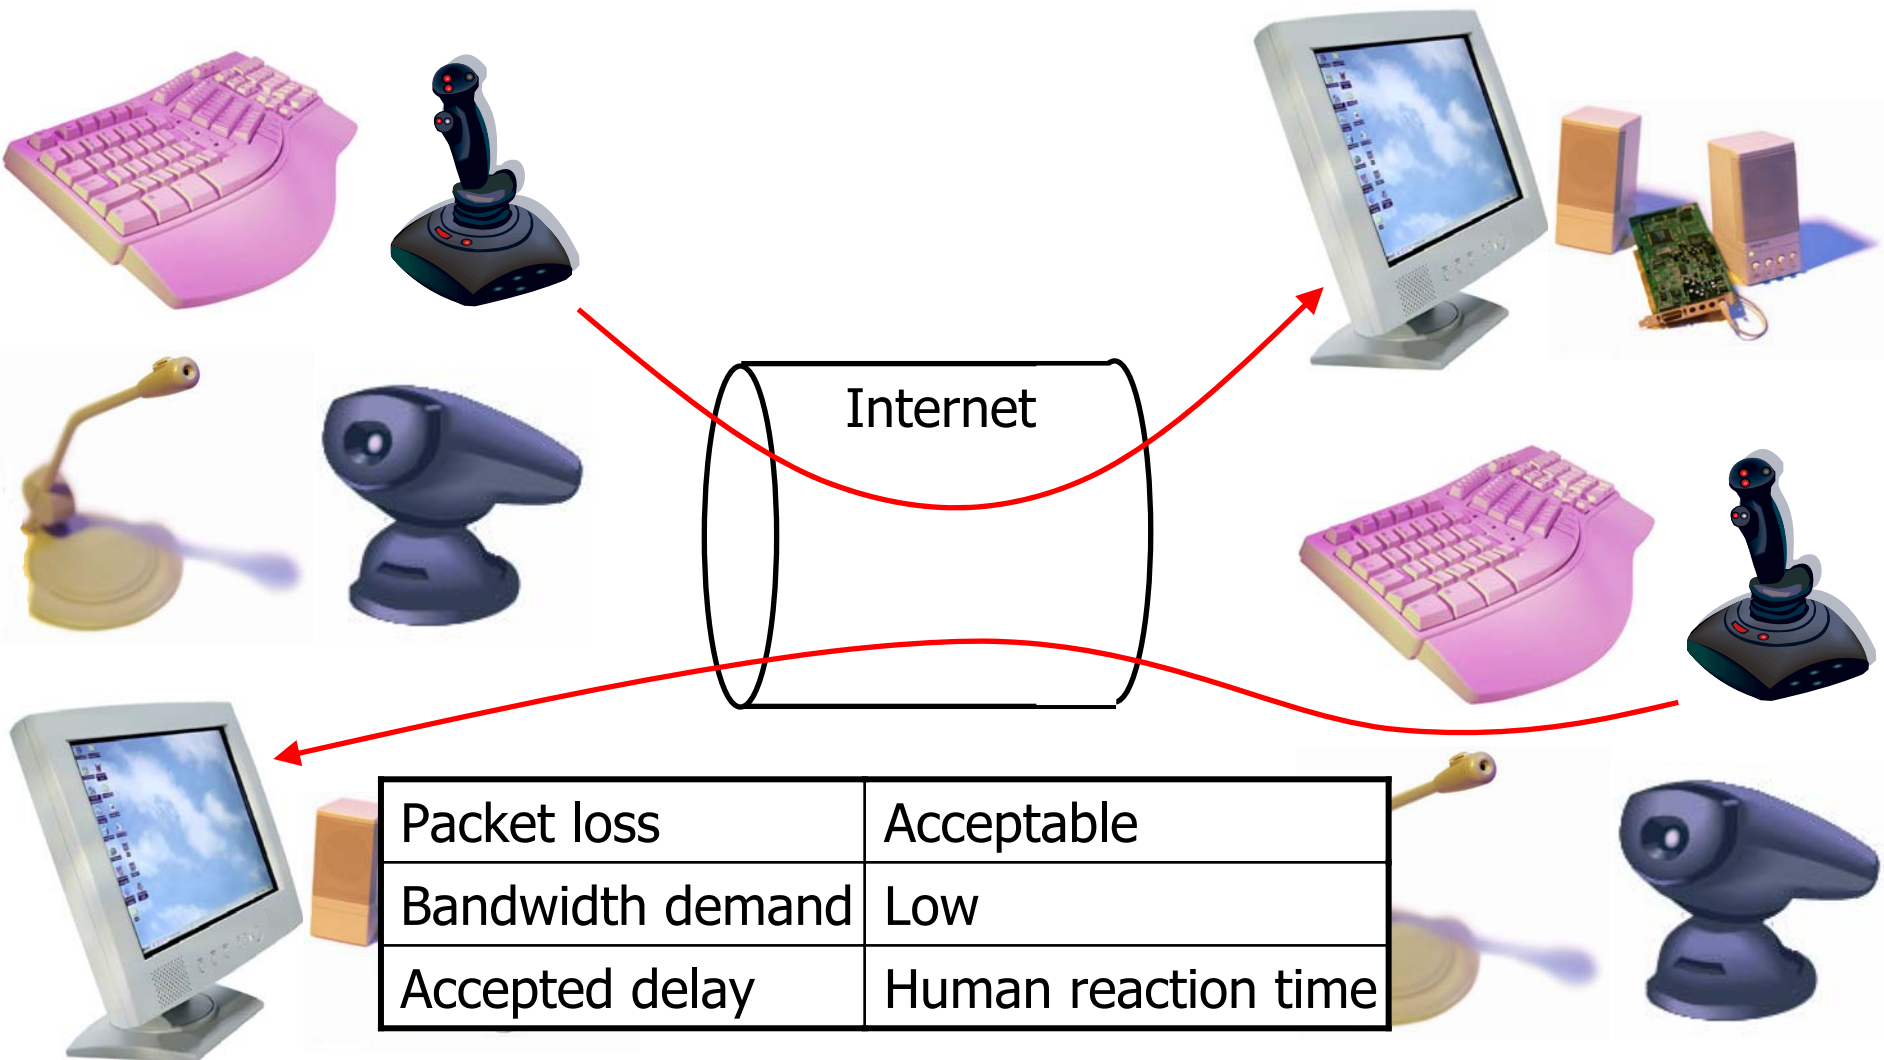 Internet
Packet loss Acceptable
Bandwidth demand Low
Accepted delay Human reaction time